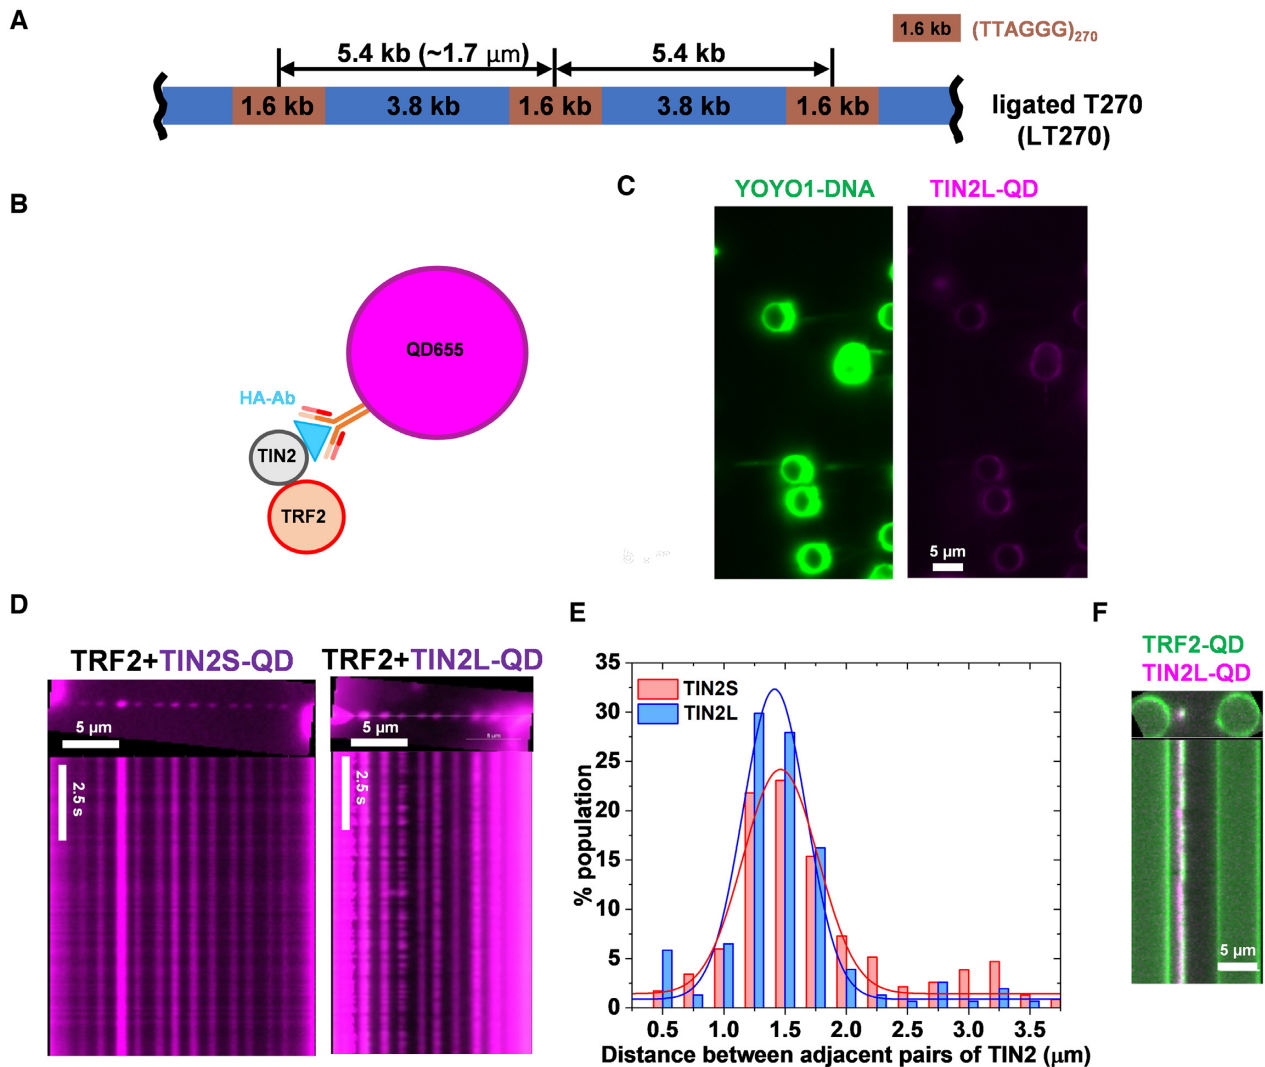 A
1.6 kb (TTAGGG)270
5.4 kb (~1.7 μm) 5.4 kb
1.6 kb 3.8 kb 1.6 kb 3.8 kb 1.6 kb
ligated T270
(LT270)
B
QD655
HA-Ab
TIN2
TRF2
C
YOYO1-DNA TIN2L-QD
5 μm
D
TRF2+TIN2S-QD TRF2+TIN2L-QD
5 μm 5 μm 5 μm
2.5 s 2.5 s
E
TIN2S
TIN2L
35
30
25
20
15
10
5
0
% population
0.5 1.0 1.5 2.0 2.5 3.0 3.5
Distance between adjacent pairs of TIN2 (μm)
F
TRF2-QD
TIN2L-QD
5 μm